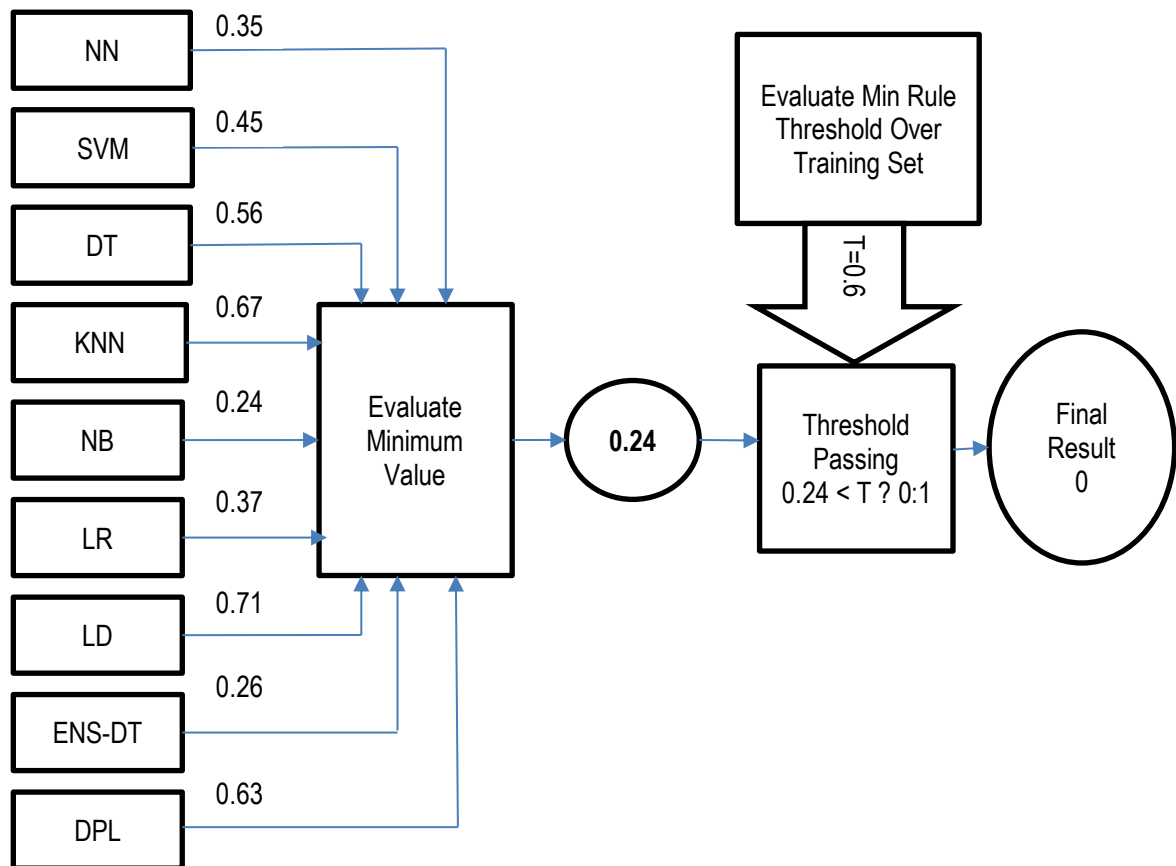 NN
0.35
SVM
0.45
DT
0.56
KNN
0.67
NB
0.24
LR
0.37
LD
0.71
ENS-DT
0.26
DPL
0.63
Evaluate
Minimum
Value
0.24
Evaluate Min Rule
Threshold Over
Training Set
T=0.6
Threshold
Passing
0.24 < T ? 0:1
Final
Result
0